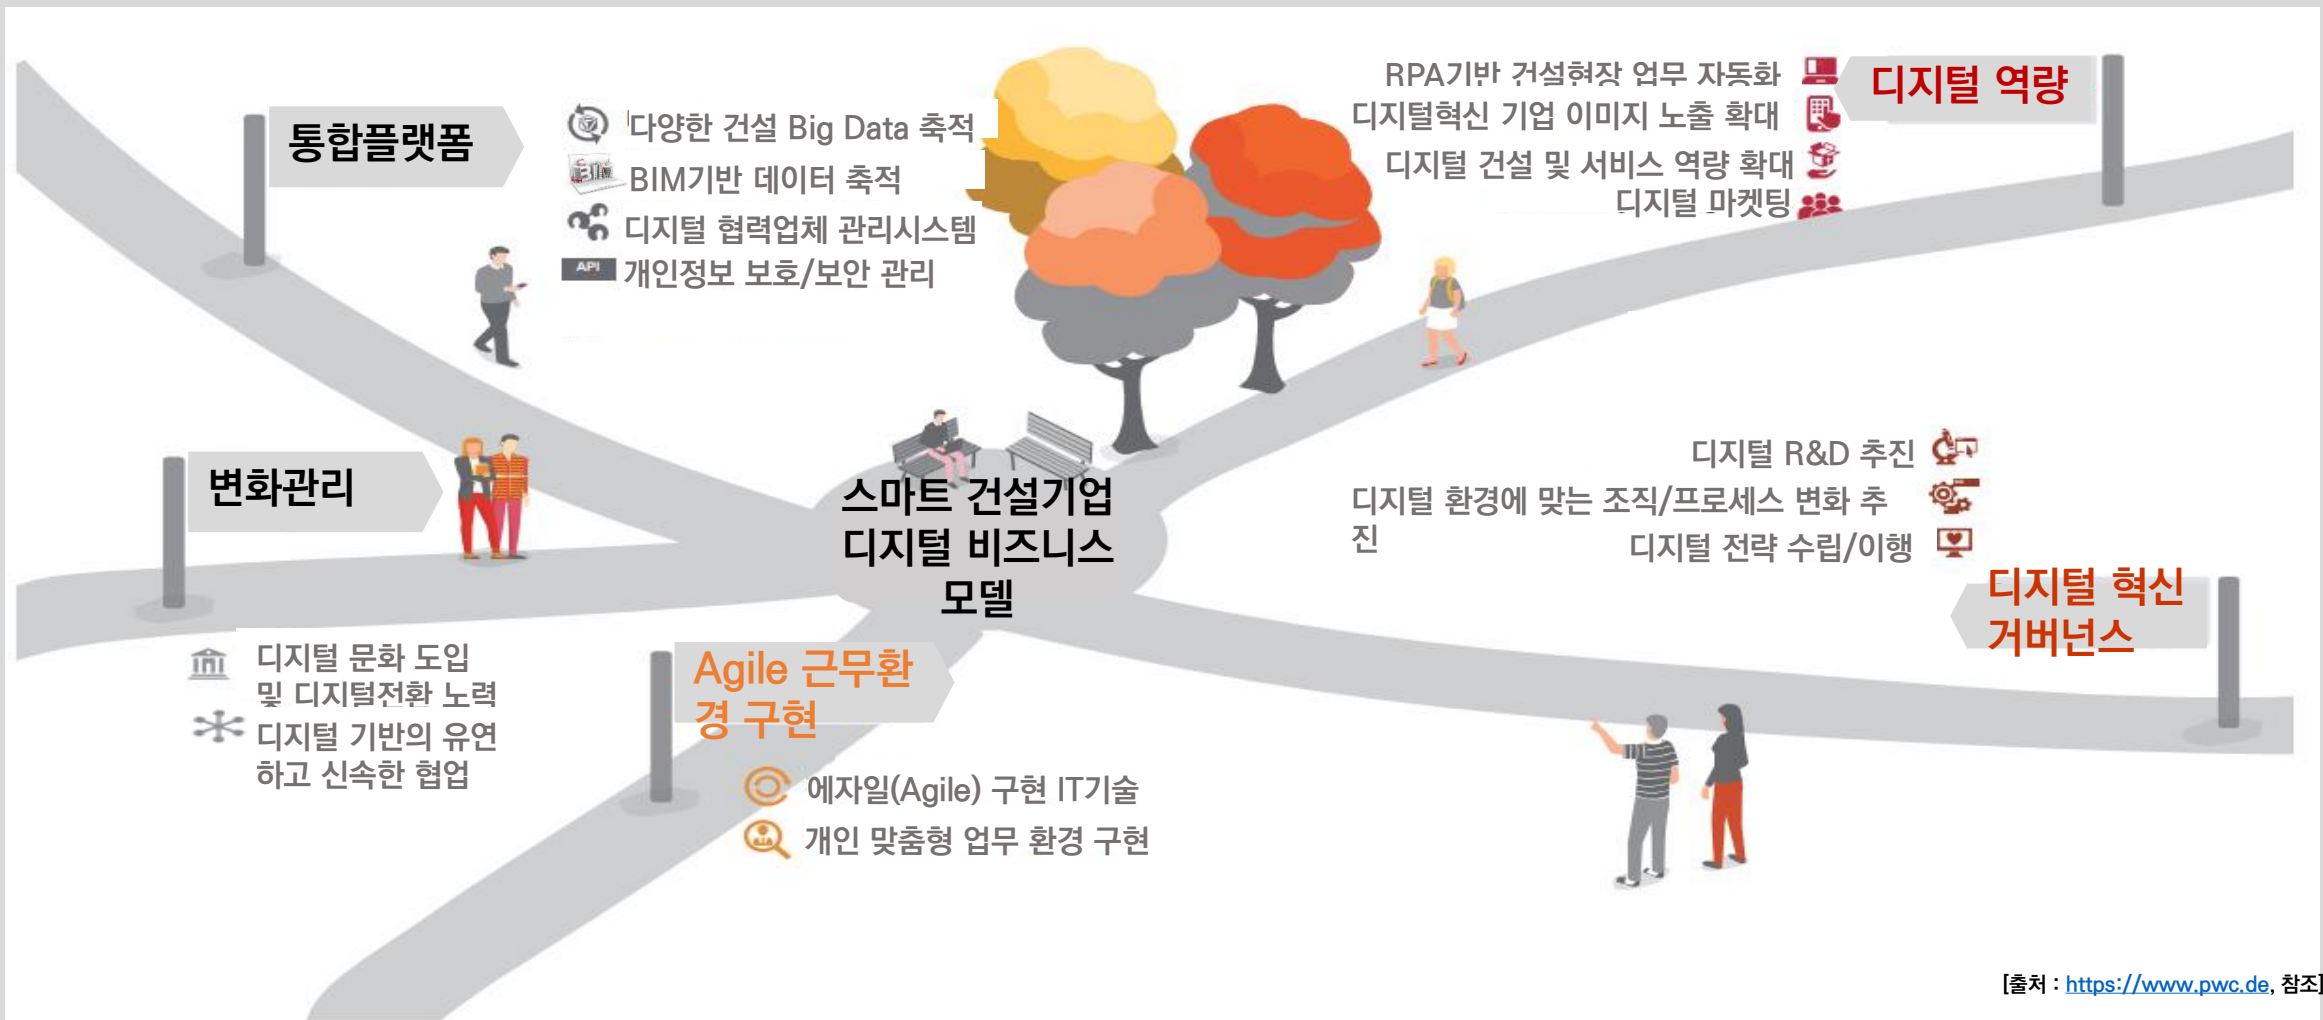 통합플랫폼
다양한 건설 Big Data 축적
BIM기반 데이터 축적
디지털 협력업체 관리시스템
API
개인정보 보호/보안 관리
RPA기반 건설현장 업무 자동화
디지털혁신 기업 이미지 노출 확대
디지털 건설 및 서비스 역량 확대
디지털 마켓팅
디지털 역량
변화관리
디지털 문화 도입
및 디지털전환 노력
디지털 기반의 유연
하고 신속한 협업
스마트 건설기업
디지털 비즈니스
모델
디지털 R&D 추진
디지털 환경에 맞는 조직/프로세스 변화 추
진
디지털 전략 수립/이행
디지털 혁신
거버넌스
Agile 근무환
경 구현
에자일(Agile) 구현 IT기술
개인 맞춤형 업무 환경 구현
[출처 : https://www.pwc.de, 참조]